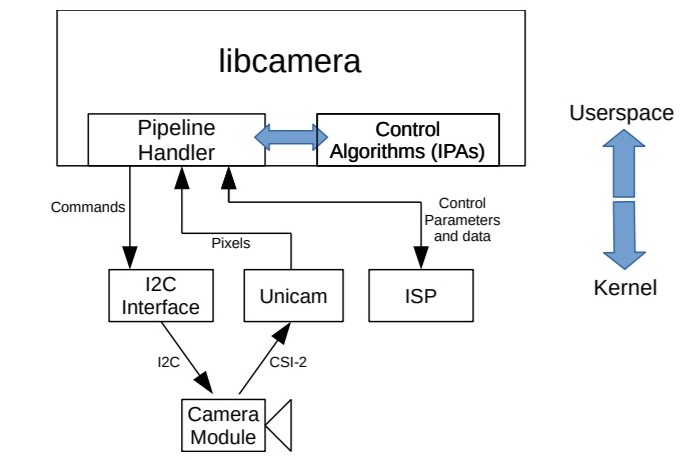 libcamera
Pipeline
Handler
Control
Algorithms (IPAs)
Userspace
Commands
Pixels
Control
Parameters
and data
I2C
Interface
Unicam
ISP
Kernel
I2C
CSI-2
Camera
Module